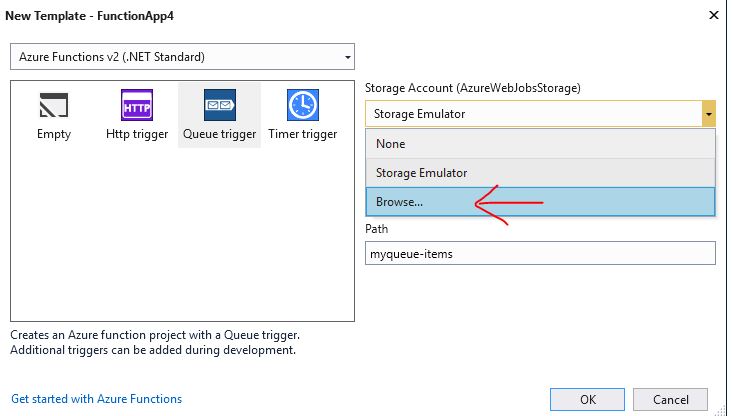 New Template - FunctionApp4
Azure Functions v2 (.NET Standard)
Empty
HTTP
Http trigger
Queue trigger
Timer trigger
Storage Account (AzureWebJobsStorage)
Storage Emulator
None
Storage Emulator
Browse...
Path
myqueue-items
Creates an Azure function project with a Queue trigger.
Additional triggers can be added during development.
Get started with Azure Functions
OK
Cancel